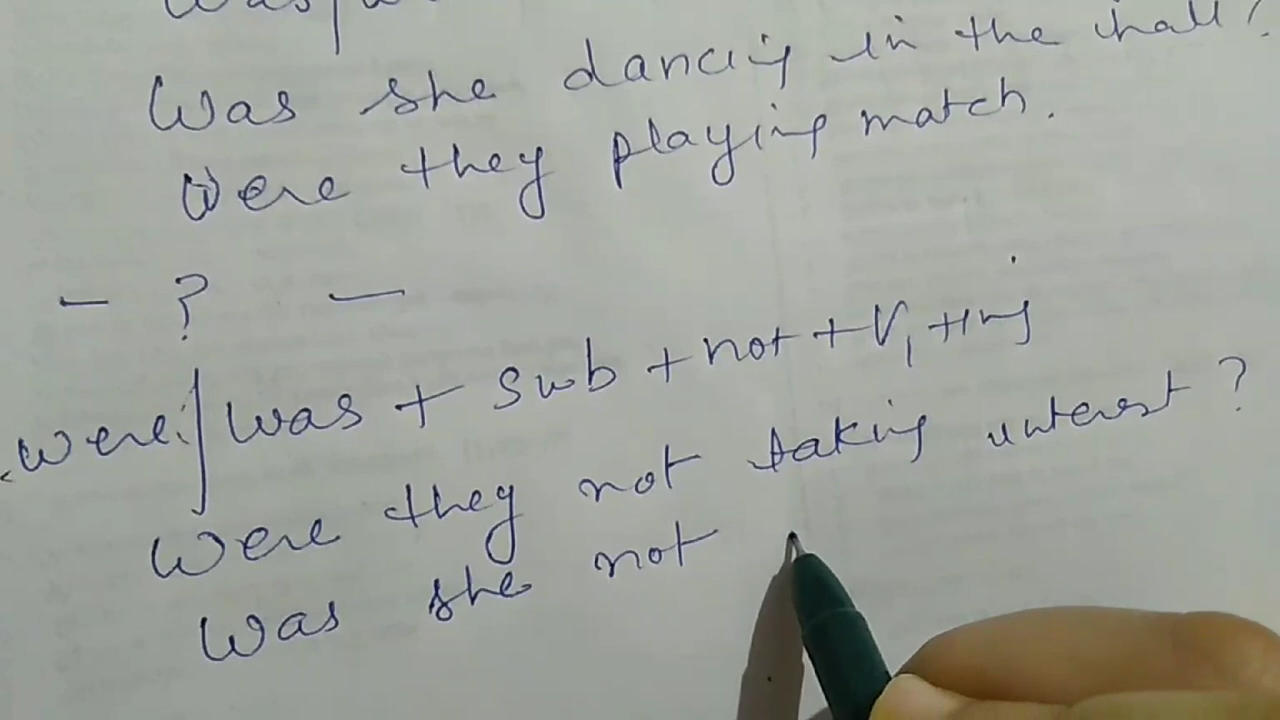 Was she dancing in the hall?
Were they playing match.
- ? -
were / was + sub + not + V1 + ing
Were they not taking interest?
Was she not